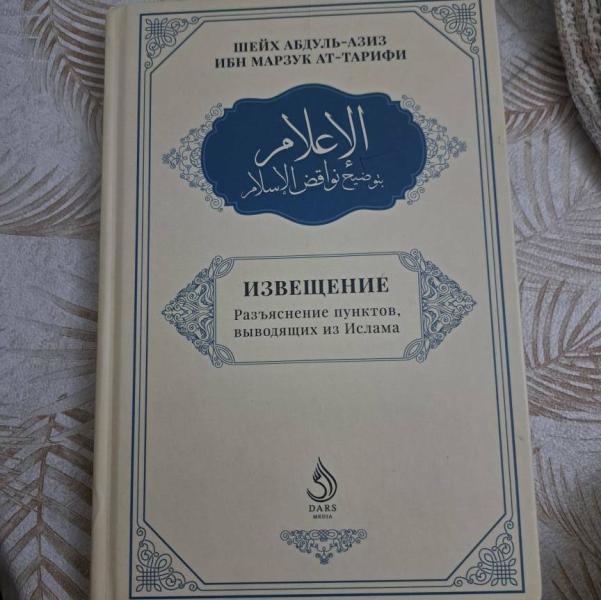 ШЕЙХ АБДУЛЬ-АЗИЗ
ИБН МАРЗУК АТ-ТАРИФИ
الإعلام
بتوضيح نواقض الإسلام
ИЗВЕЩЕНИЕ
Разъяснение пунктов,
выводящих из Ислама
DARS
MEDIA